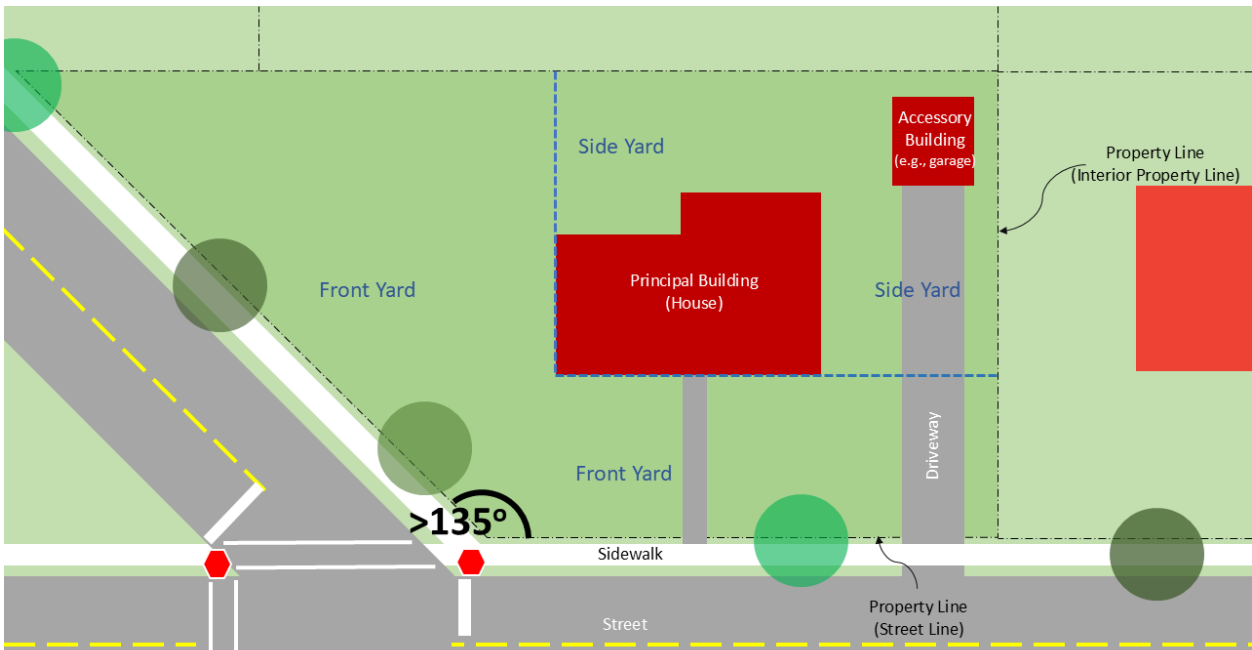 Side Yard
Accessory
Building
(e.g., garage)
Property Line
(Interior Property Line)
Front Yard
Principal Building
(House)
Side Yard
Front Yard
Driveway
>135°
Sidewalk
Property Line
(Street Line)
Street